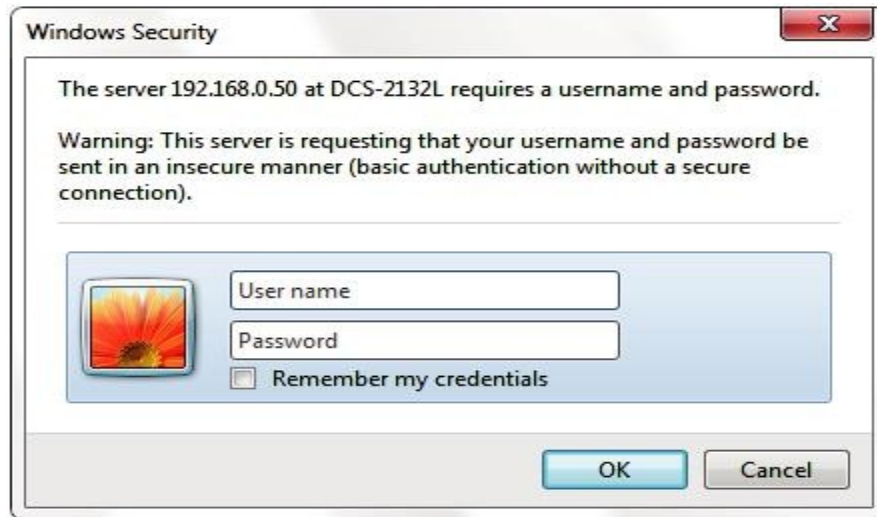 Windows Security
The server 192.168.0.50 at DCS-2132L requires a username and password.
Warning: This server is requesting that your username and password be
sent in an insecure manner (basic authentication without a secure
connection).
User name
Password
Remember my credentials
OK Cancel